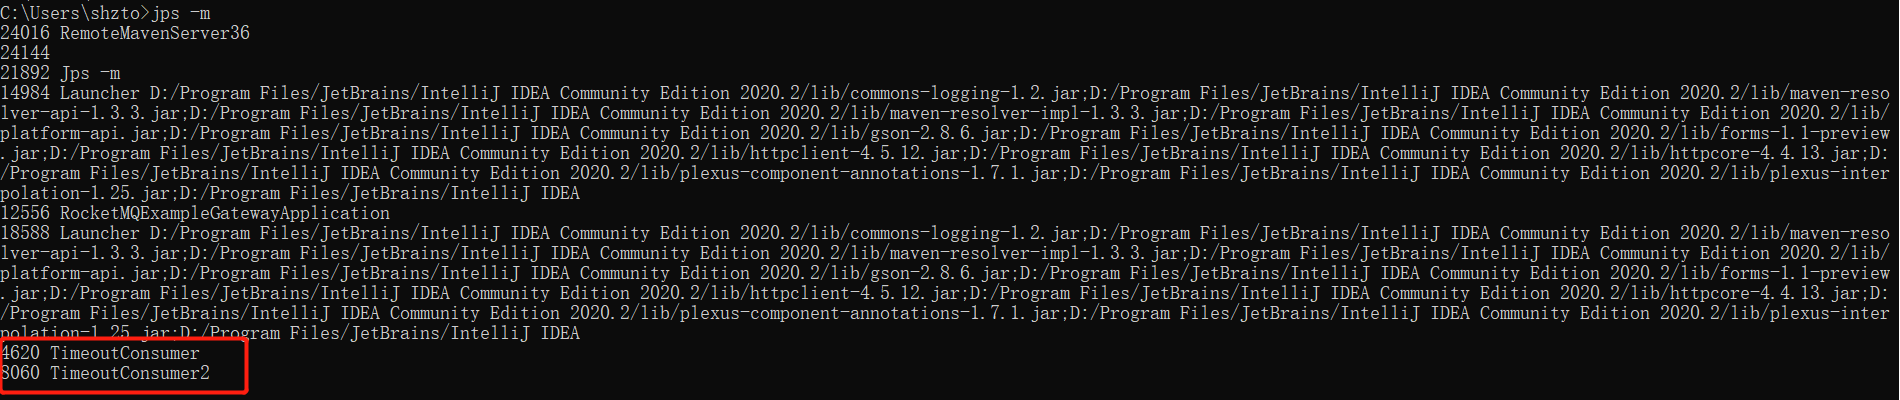 C:\Users\shzto>jps -m
24016 RemoteMavenServer36
24144
21892 Jps -m
14984 Launcher D:/Program Files/JetBrains/IntelliJ IDEA Community Edition 2020.2/lib/commons-logging-1.2.jar;D:/Program Files/JetBrains/IntelliJ IDEA Community Edition 2020.2/lib/maven-reso
lver-api-1.3.3.jar;D:/Program Files/JetBrains/IntelliJ IDEA Community Edition 2020.2/lib/maven-resolver-impl-1.3.3.jar;D:/Program Files/JetBrains/IntelliJ IDEA Community Edition 2020.2/lib/
platform-api.jar;D:/Program Files/JetBrains/IntelliJ IDEA Community Edition 2020.2/lib/gson-2.8.6.jar;D:/Program Files/JetBrains/IntelliJ IDEA Community Edition 2020.2/lib/forms-1.1-preview
.jar;D:/Program Files/JetBrains/IntelliJ IDEA Community Edition 2020.2/lib/httpclient-4.5.12.jar;D:/Program Files/JetBrains/IntelliJ IDEA Community Edition 2020.2/lib/httpcore-4.4.13.jar;D:
/Program Files/JetBrains/IntelliJ IDEA Community Edition 2020.2/lib/plexus-component-annotations-1.7.1.jar;D:/Program Files/JetBrains/IntelliJ IDEA Community Edition 2020.2/lib/plexus-inter
polation-1.25.jar;D:/Program Files/JetBrains/IntelliJ IDEA
12556 RocketMQExampleGatewayApplication
18588 Launcher D:/Program Files/JetBrains/IntelliJ IDEA Community Edition 2020.2/lib/commons-logging-1.2.jar;D:/Program Files/JetBrains/IntelliJ IDEA Community Edition 2020.2/lib/maven-reso
lver-api-1.3.3.jar;D:/Program Files/JetBrains/IntelliJ IDEA Community Edition 2020.2/lib/maven-resolver-impl-1.3.3.jar;D:/Program Files/JetBrains/IntelliJ IDEA Community Edition 2020.2/lib/
platform-api.jar;D:/Program Files/JetBrains/IntelliJ IDEA Community Edition 2020.2/lib/gson-2.8.6.jar;D:/Program Files/JetBrains/IntelliJ IDEA Community Edition 2020.2/lib/forms-1.1-preview
.jar;D:/Program Files/JetBrains/IntelliJ IDEA Community Edition 2020.2/lib/httpclient-4.5.12.jar;D:/Program Files/JetBrains/IntelliJ IDEA Community Edition 2020.2/lib/httpcore-4.4.13.jar;D:
/Program Files/JetBrains/IntelliJ IDEA Community Edition 2020.2/lib/plexus-component-annotations-1.7.1.jar;D:/Program Files/JetBrains/IntelliJ IDEA Community Edition 2020.2/lib/plexus-inter
polation-1.25.jar;D:/Program Files/JetBrains/IntelliJ IDEA
4620 TimeoutConsumer
8060 TimeoutConsumer2